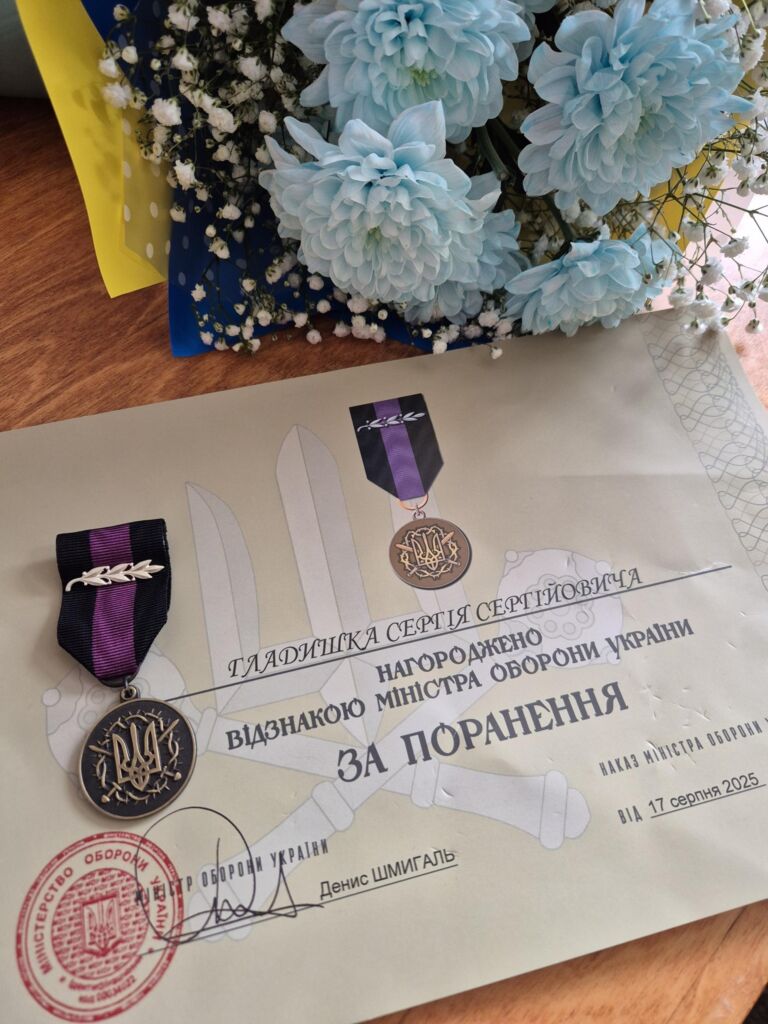 ГЛАДИШКА СЕРГІЯ СЕРГІЙОВИЧА
НАГОРОДЖЕНО
ВІДЗНАКОЮ МІНІСТРА ОБОРОНИ УКРАЇНИ
ЗА ПОРАНЕННЯ
НАКАЗ МІНІСТРА ОБОРОНИ У
ВІД 17 серпня 2025
МІНІСТР ОБОРОНИ УКРАЇНИ
Денис ШМИГАЛЬ
МІНІСТЕРСТВО ОБОРОНИ УКРАЇНИ